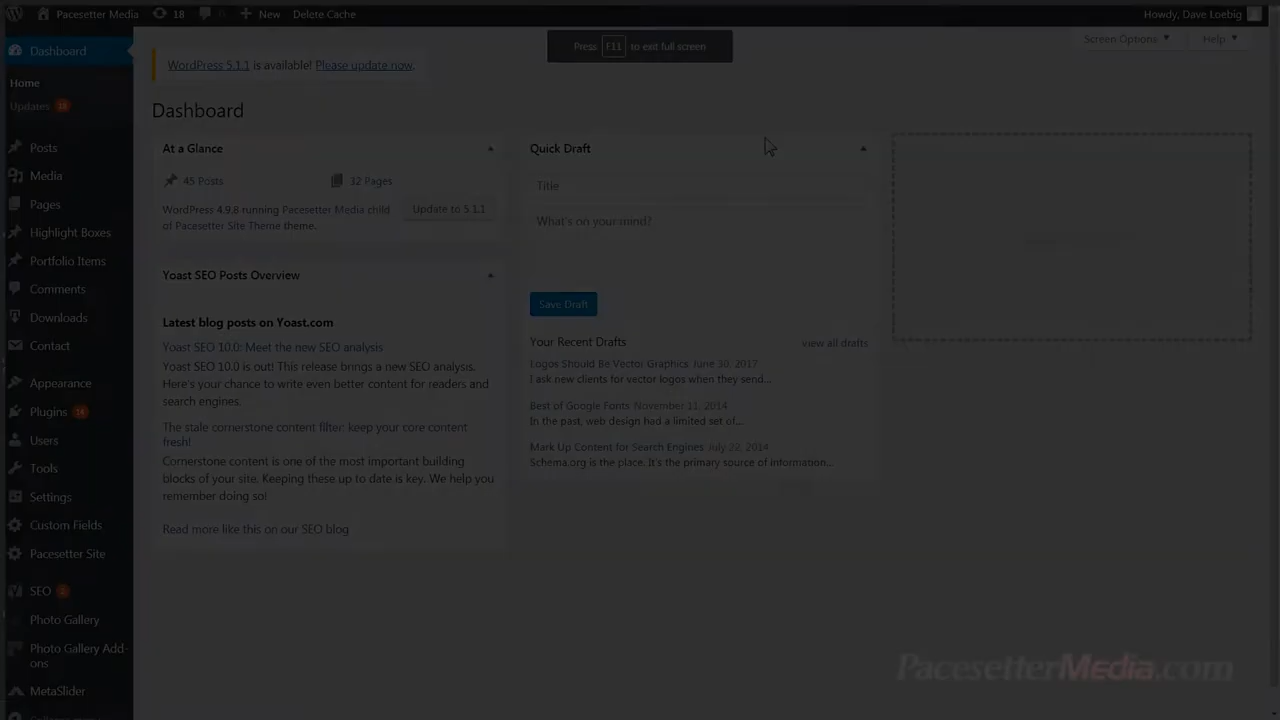 Pacesetter Media 18 0 New Delete Cache Howdy, Dave Loebig
Dashboard
Home
Updates 18
Posts
Media
Pages
Highlight Boxes
Portfolio Items
Comments
Downloads
Contact
Appearance
Plugins 14
Users
Tools
Settings
Custom Fields
Pacesetter Site
SEO 2
Photo Gallery
Photo Gallery Add-
ons
MetaSlider
Collapse menu
Press F11 to exit full screen
Screen Options Help
WordPress 5.1.1 is available! Please update now.
Dashboard
At a Glance
45 Posts 32 Pages
WordPress 4.9.8 running Pacesetter Media child
of Pacesetter Site Theme theme.
Update to 5.1.1
Yoast SEO Posts Overview
Latest blog posts on Yoast.com
Yoast SEO 10.0: Meet the new SEO analysis
Yoast SEO 10.0 is out! This release brings a new SEO analysis.
Here's your chance to write even better content for readers and
search engines.
The stale cornerstone content filter: keep your core content
fresh!
Cornerstone content is one of the most important building
blocks of your site. Keeping these up to date is key. We help you
remember doing so!
Read more like this on our SEO blog
Quick Draft
Title
What's on your mind?
Save Draft
Your Recent Drafts view all drafts
Logos Should Be Vector Graphics June 30, 2017
I ask new clients for vector logos when they send...
Best of Google Fonts November 11, 2014
In the past, web design had a limited set of...
Mark Up Content for Search Engines July 22, 2014
Schema.org is the place. It's the primary source of information...
PacesetterMedia.com